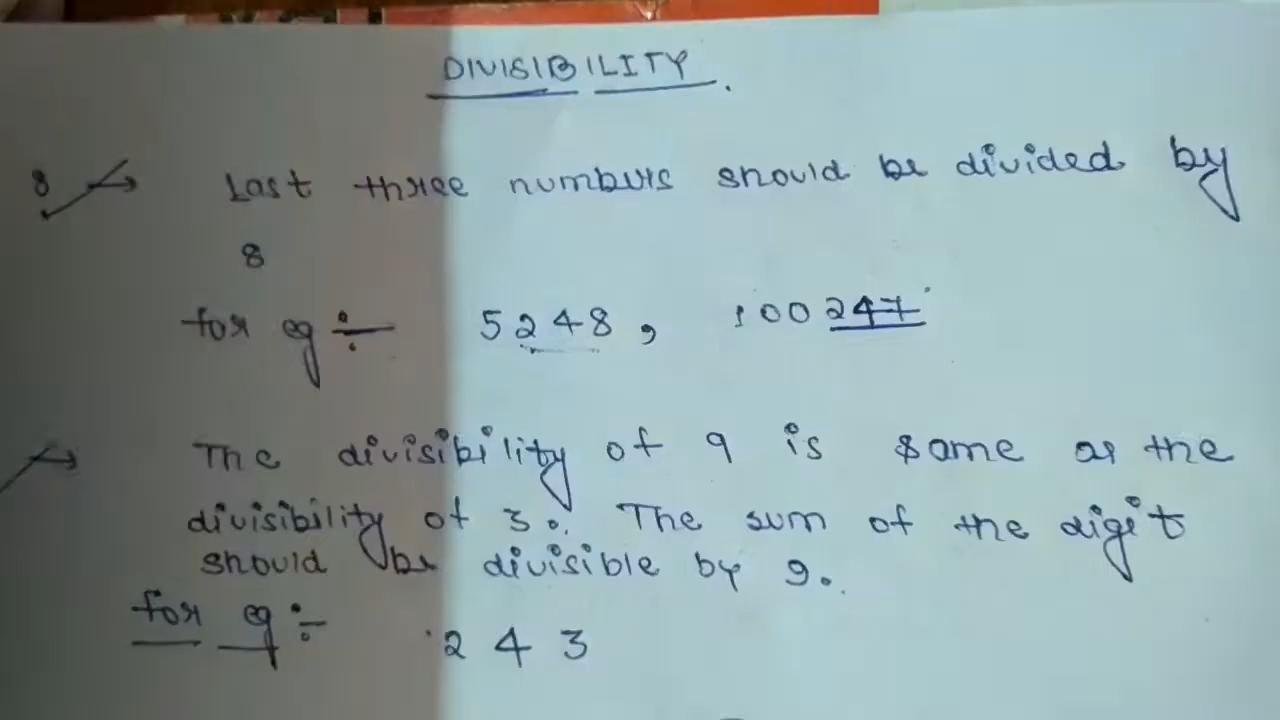 DIVISIBILITY.
8 → Last three numbers should be divided by
8
for eg ÷ 5248, 100247
→ The divisibility of 9 is same as the
divisibility of 3. The sum of the digit
should be divisible by 9.
for eg ÷ 243